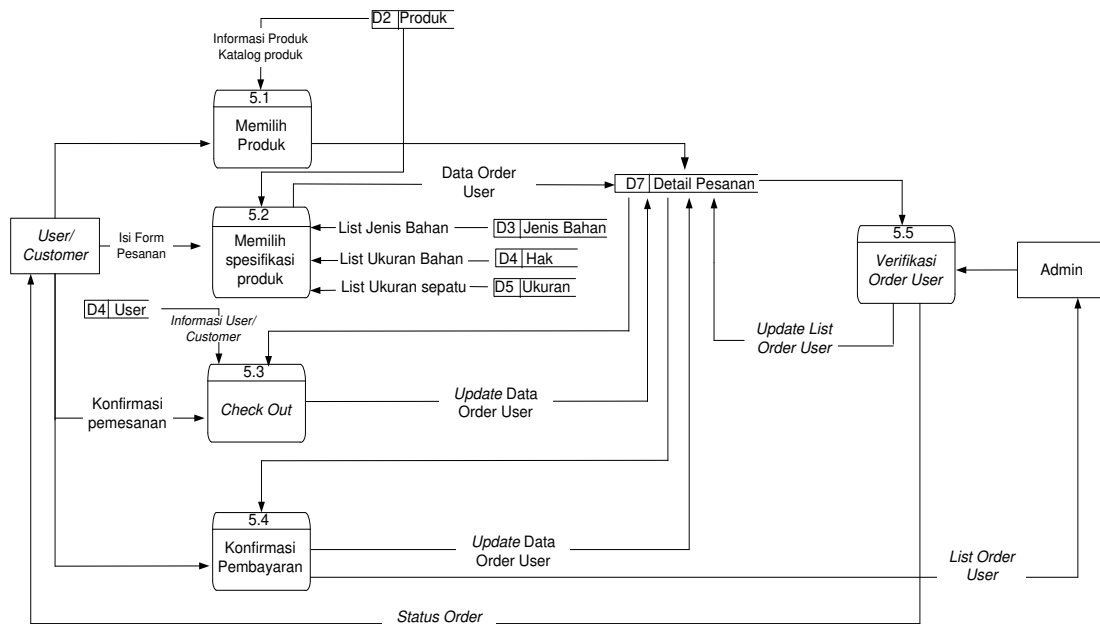 D2 Produk
Informasi Produk
Katalog produk
5.1
Memilih
Produk
Data Order
User
D7 Detail Pesanan
5.2
Memilih
spesifikasi
produk
User/
Customer
Isi Form
Pesanan
List Jenis Bahan
D3 Jenis Bahan
List Ukuran Bahan
D4 Hak
List Ukuran sepatu
D5 Ukuran
5.5
Verifikasi
Order User
Admin
D4 User
Informasi User/
Customer
Update List
Order User
5.3
Check Out
Konfirmasi
pemesanan
Update Data
Order User
5.4
Konfirmasi
Pembayaran
Update Data
Order User
List Order
User
Status Order